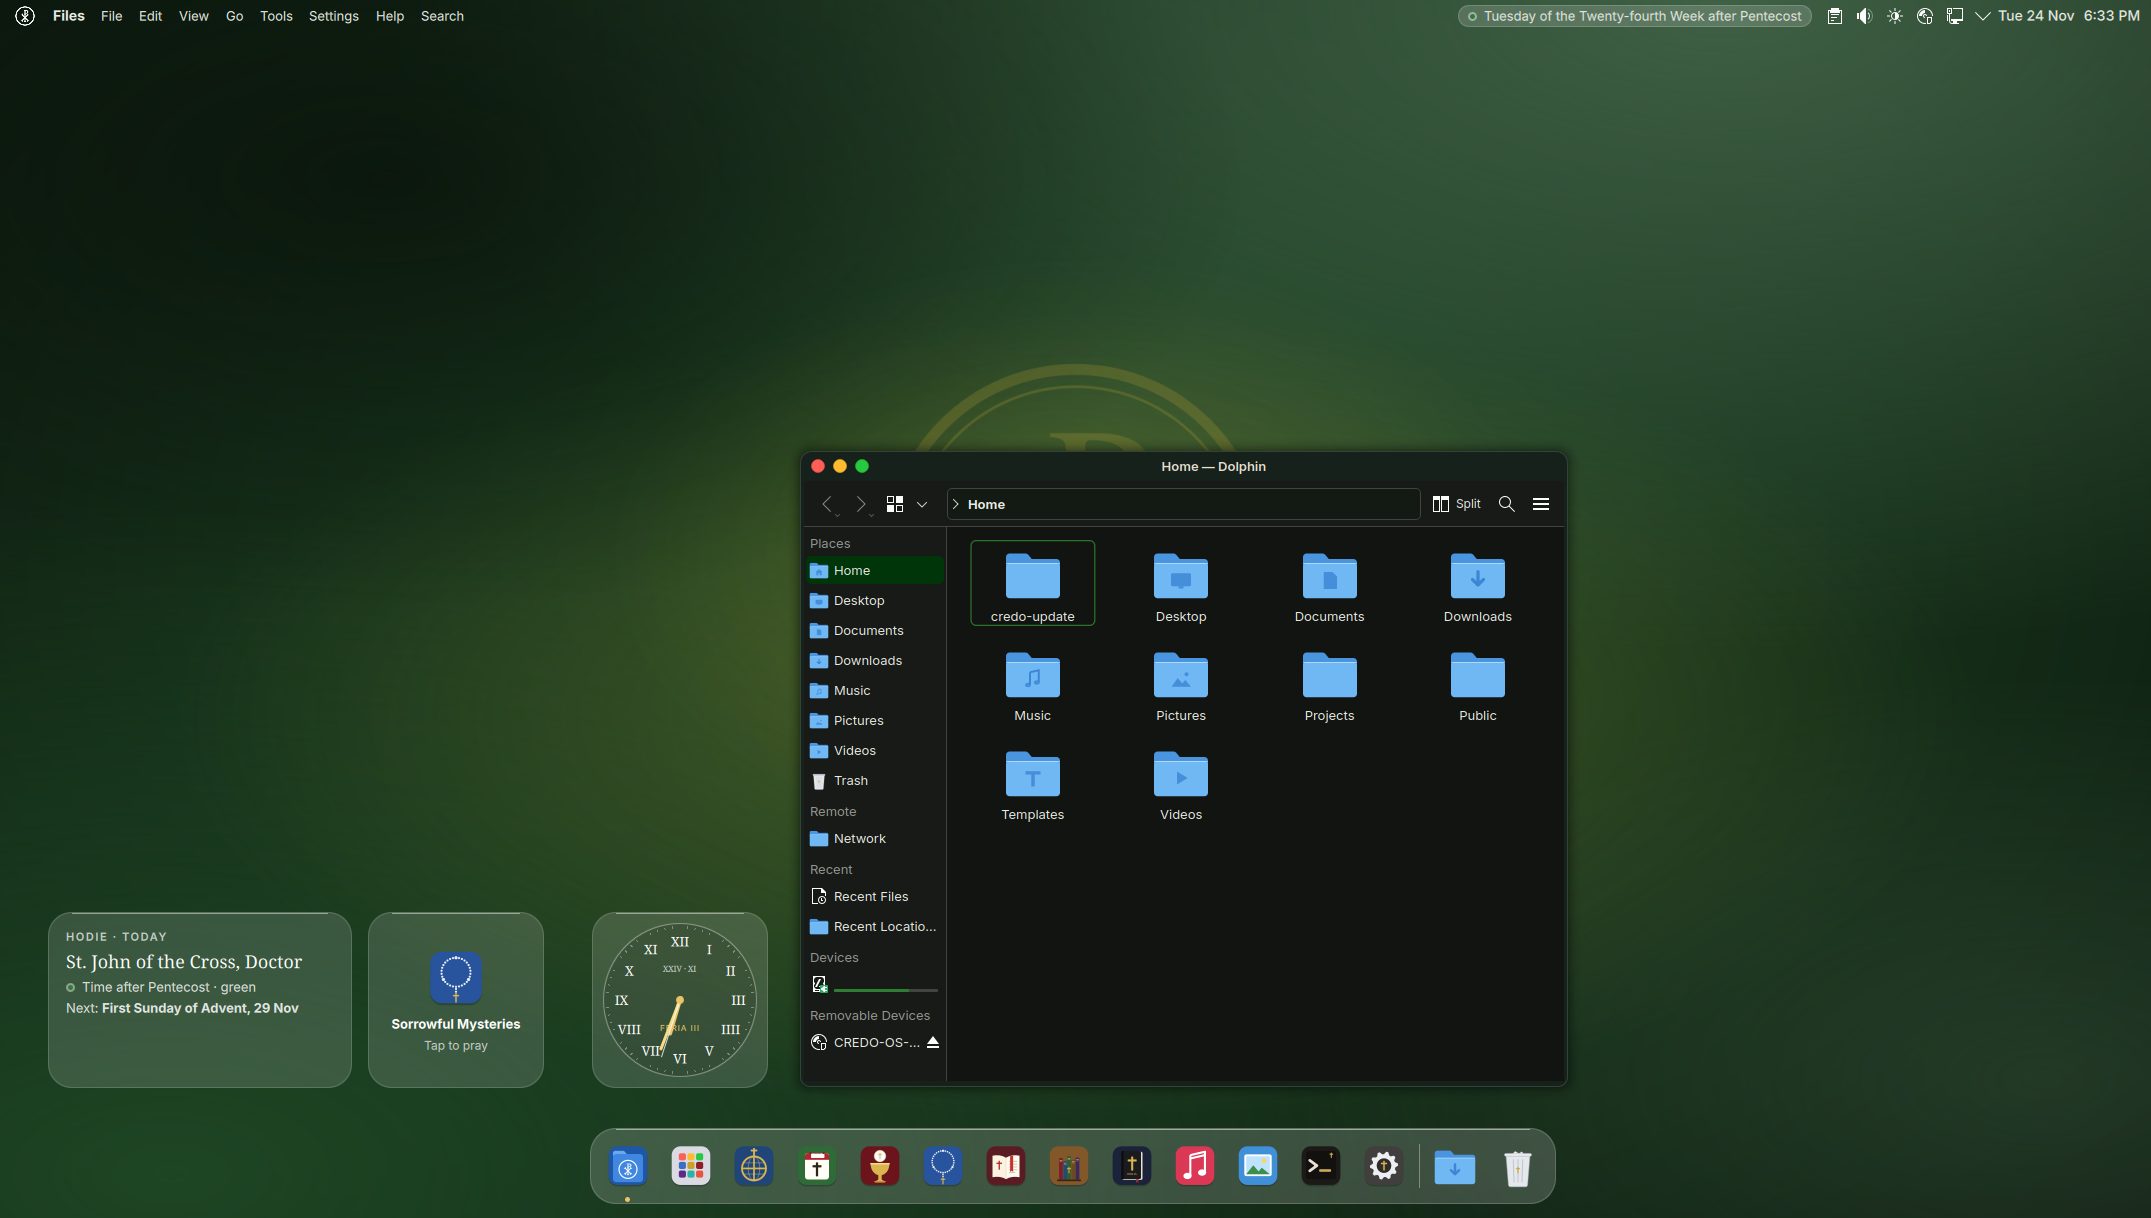 Files File Edit View Go Tools Settings Help Search
Tuesday of the Twenty-fourth Week after Pentecost
Tue 24 Nov 6:33 PM
Home — Dolphin
Home
Split
Places
Home
Desktop
Documents
Downloads
Music
Pictures
Videos
Trash
Remote
Network
Recent
Recent Files
Recent Locatio...
Devices
Removable Devices
CREDO-OS-...
credo-update
Desktop
Documents
Downloads
Music
Pictures
Projects
Public
Templates
Videos
HODIE · TODAY
St. John of the Cross, Doctor
Time after Pentecost · green
Next: First Sunday of Advent, 29 Nov
Sorrowful Mysteries
Tap to pray
XII
I
II
III
IIII
V
VI
VII
VIII
IX
X
XI
XXIV · XI
FERIA III